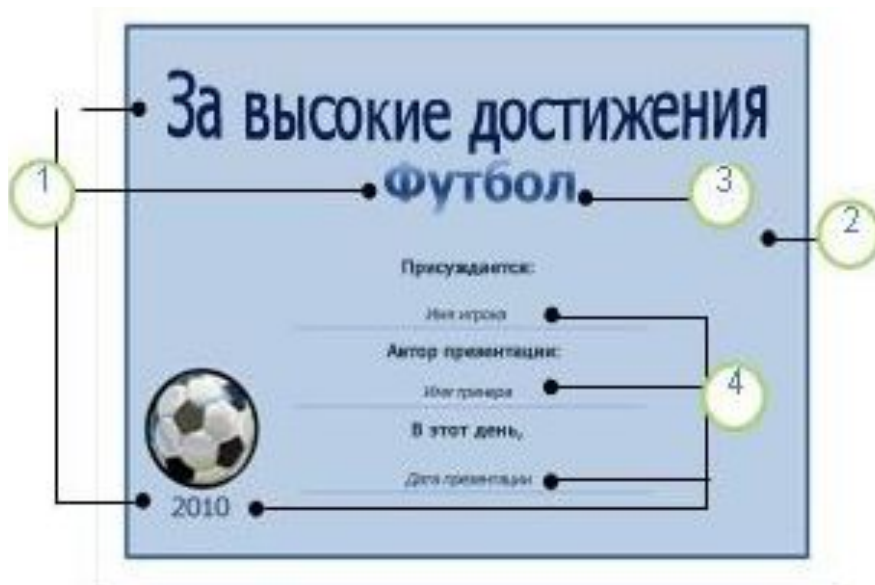 За высокие достижения
Футбол
1
3
2
Присуждается:
Имя игрока
Автор презентации:
Имя тренера
4
В этот день,
Дата презентации
2010